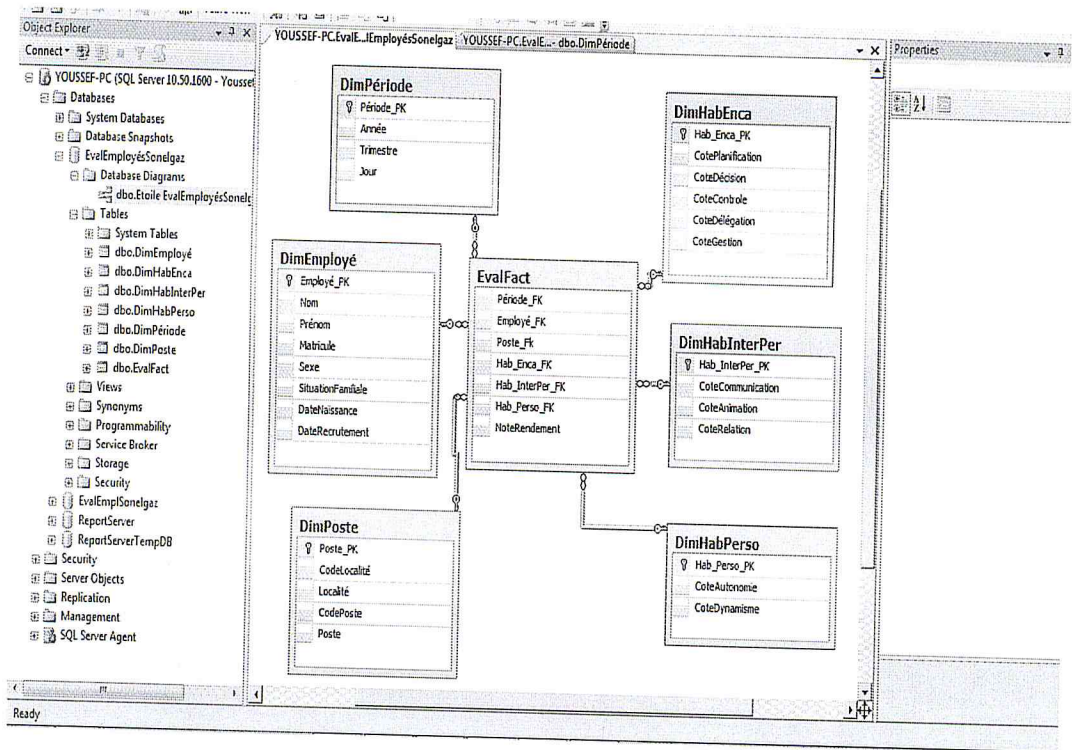 Object Explorer
Connect
YOUSSEF-PC (SQL Server 10.50.1600 - Youssef
Databases
System Databases
Database Snapshots
EvalEmployésSonelgaz
Database Diagrams
dbo.Etoile EvalEmployésSonelg
Tables
System Tables
dbo.DimEmployé
dbo.DimHabEnca
dbo.DimHabInterPer
dbo.DimHabPerso
dbo.DimPériode
dbo.DimPoste
dbo.EvalFact
Views
Synonyms
Programmability
Service Broker
Storage
Security
EvalEmplSonelgaz
ReportServer
ReportServerTempDB
Security
Server Objects
Replication
Management
SQL Server Agent
Ready
YOUSSEF-PC.EvalE...lEmployésSonelgaz
YOUSSEF-PC.EvalE...- dbo.DimPériode
DimPériode
Période_PK
Année
Trimestre
Jour
DimEmployé
Employé_PK
Nom
Prénom
Matricule
Sexe
SituationFamiliale
DateNaissance
DateRecrutement
DimPoste
Poste_PK
CodeLocalité
Localité
CodePoste
Poste
EvalFact
Période_FK
Employé_FK
Poste_Fk
Hab_Enca_FK
Hab_InterPer_FK
Hab_Perso_FK
NoteRendement
DimHabEnca
Hab_Enca_PK
CotePlanification
CoteDécision
CoteControle
CoteDélégation
CoteGestion
DimHabInterPer
Hab_InterPer_PK
CoteCommunication
CoteAnimation
CoteRelation
DimHabPerso
Hab_Perso_PK
CoteAutonomie
CoteDynamisme
Properties